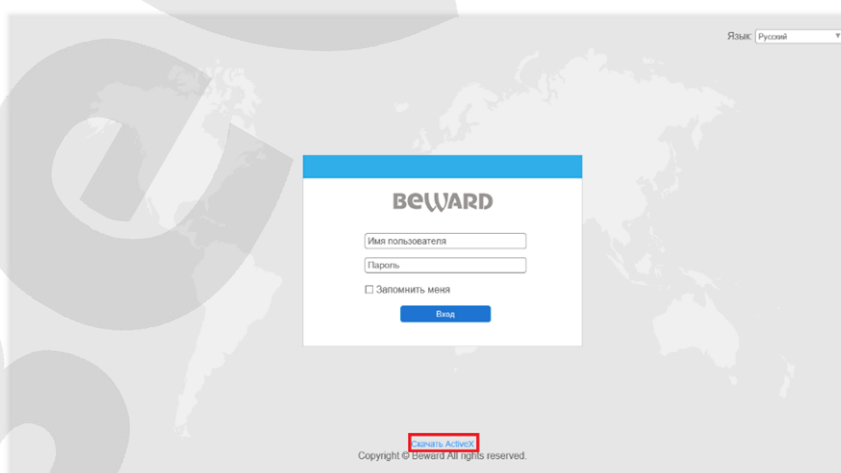 Язык: Русский
BEWARD
Имя пользователя
Пароль
Запомнить меня
Вход
Скачать ActiveX
Copyright © Beward All rights reserved.